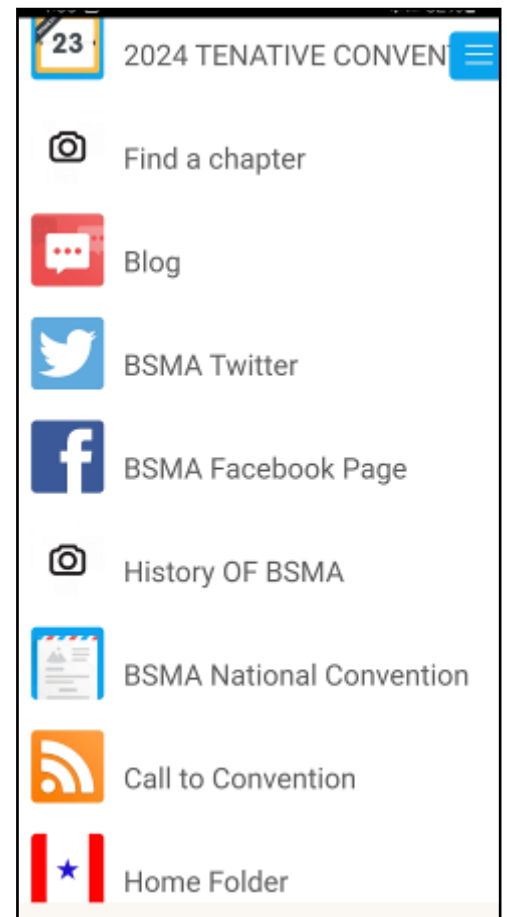 23
2024 TENATIVE CONVEN
Find a chapter
Blog
BSMA Twitter
BSMA Facebook Page
History OF BSMA
BSMA National Convention
Call to Convention
Home Folder